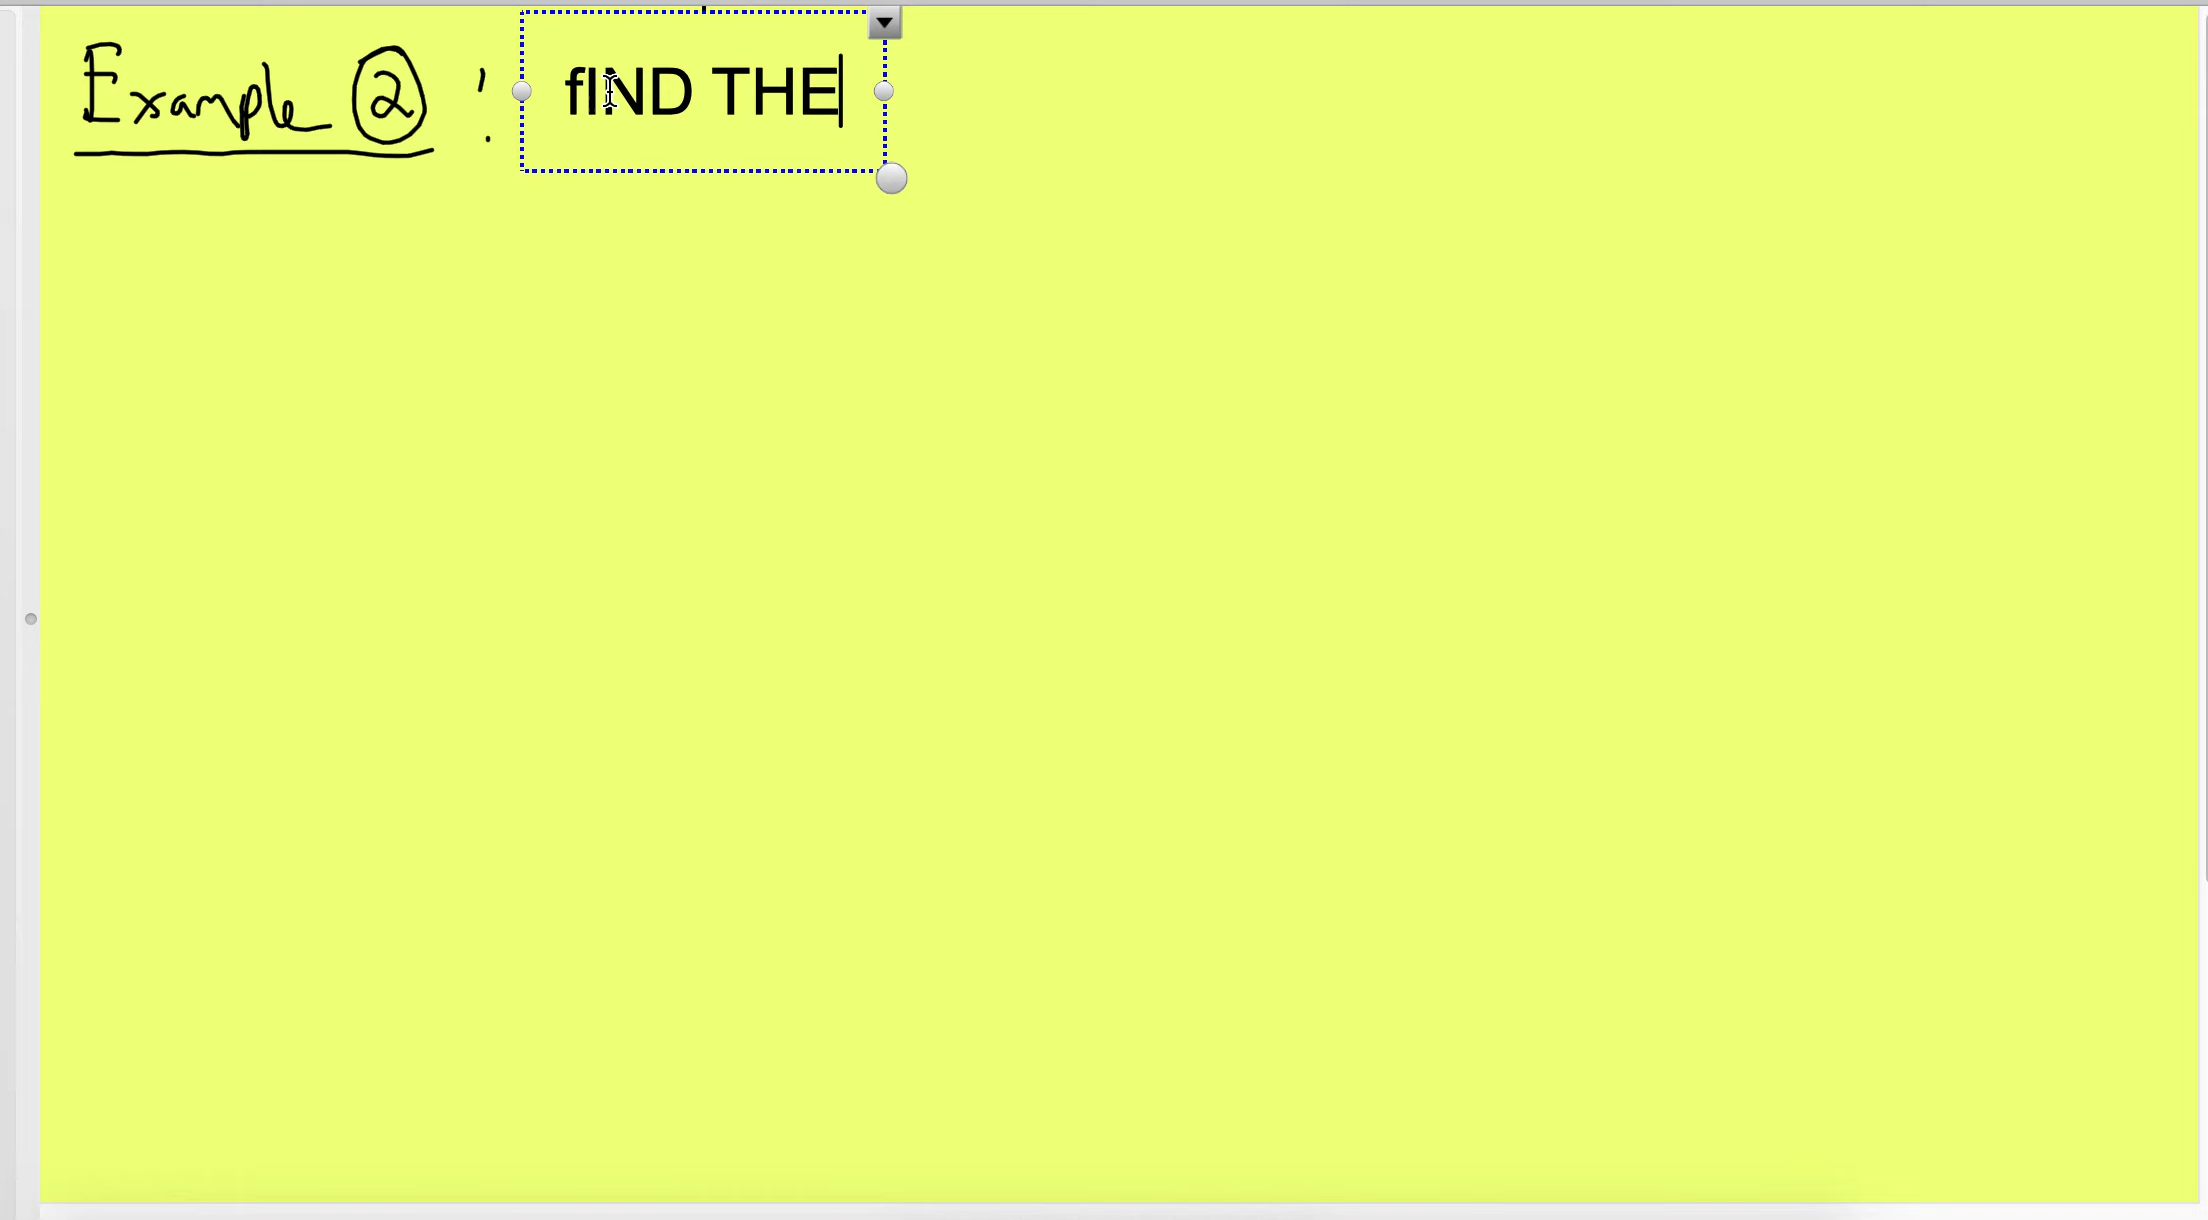 Example ② : fIND THE